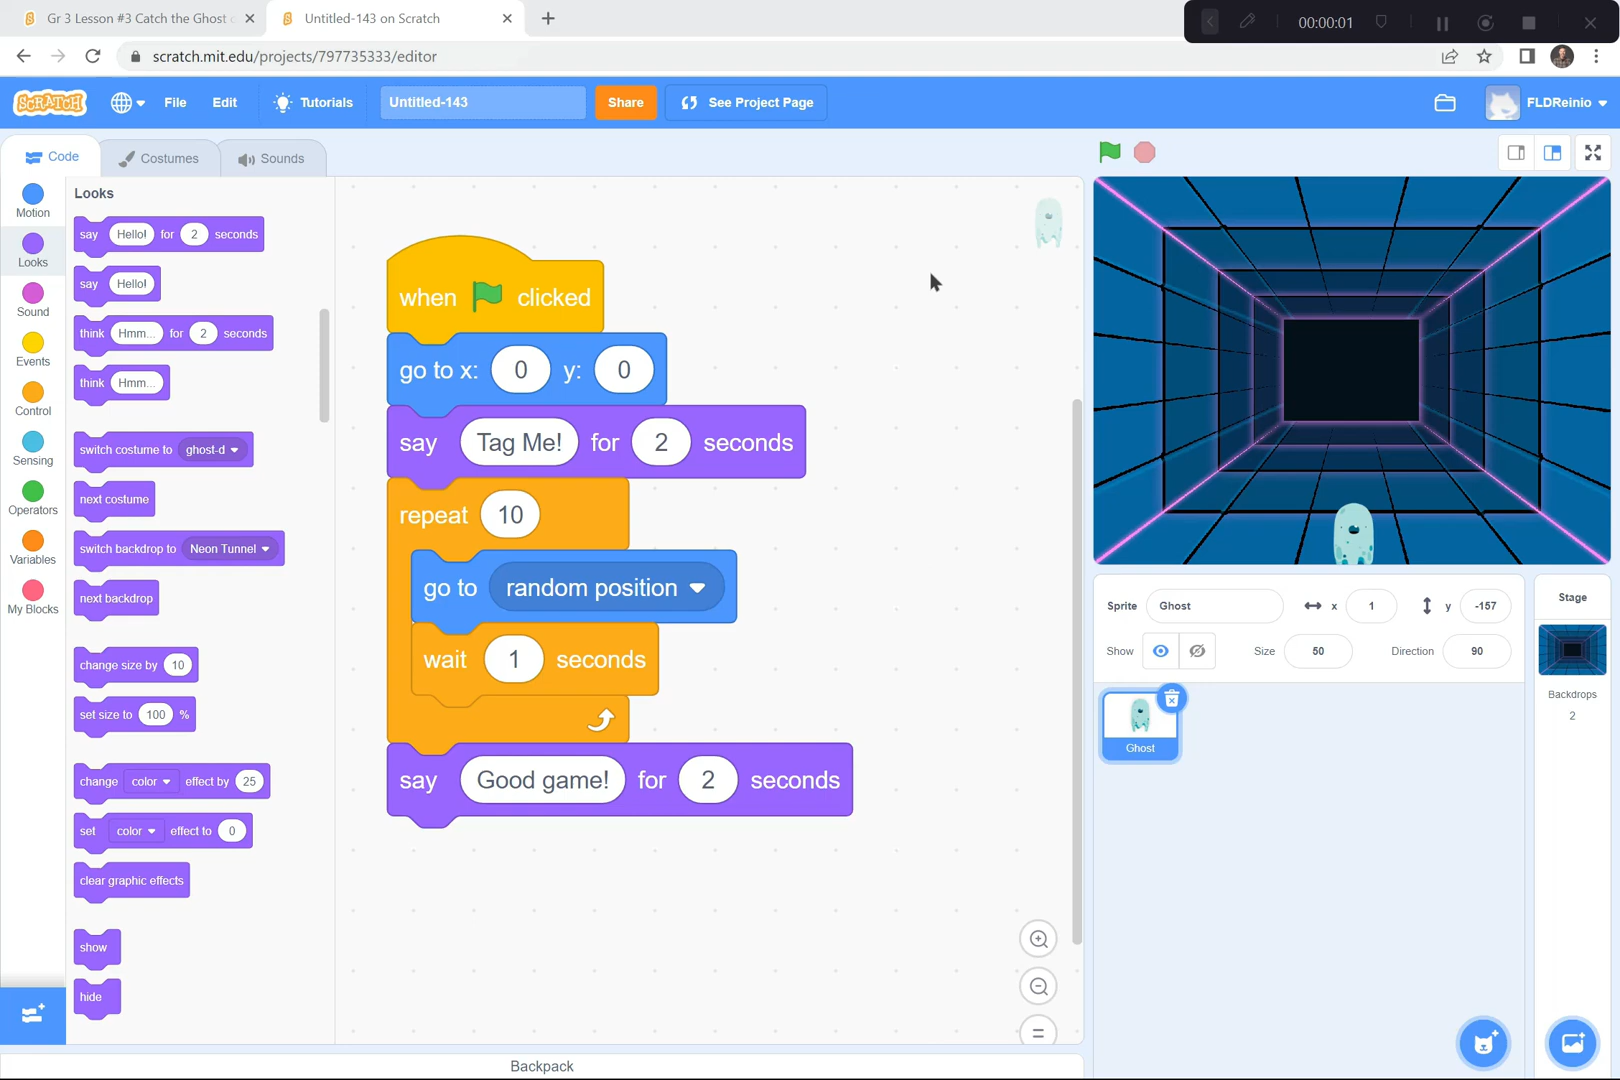 Gr 3 Lesson #3 Catch the Ghost
Untitled-143 on Scratch
00:00:01
scratch.mit.edu/projects/797735333/editor
SCRATCH
File
Edit
Tutorials
Untitled-143
Share
See Project Page
FLDReinio
Code
Costumes
Sounds
Motion
Looks
Sound
Events
Control
Sensing
Operators
Variables
My Blocks
Looks
say Hello! for 2 seconds
say Hello!
think Hmm... for 2 seconds
think Hmm...
switch costume to ghost-d
next costume
switch backdrop to Neon Tunnel
next backdrop
change size by 10
set size to 100 %
change color effect by 25
set color effect to 0
clear graphic effects
show
hide
when clicked
go to x: 0 y: 0
say Tag Me! for 2 seconds
repeat 10
go to random position
wait 1 seconds
say Good game! for 2 seconds
Backpack
Sprite Ghost x 1 y -157
Show Size 50 Direction 90
Ghost
Stage
Backdrops
2